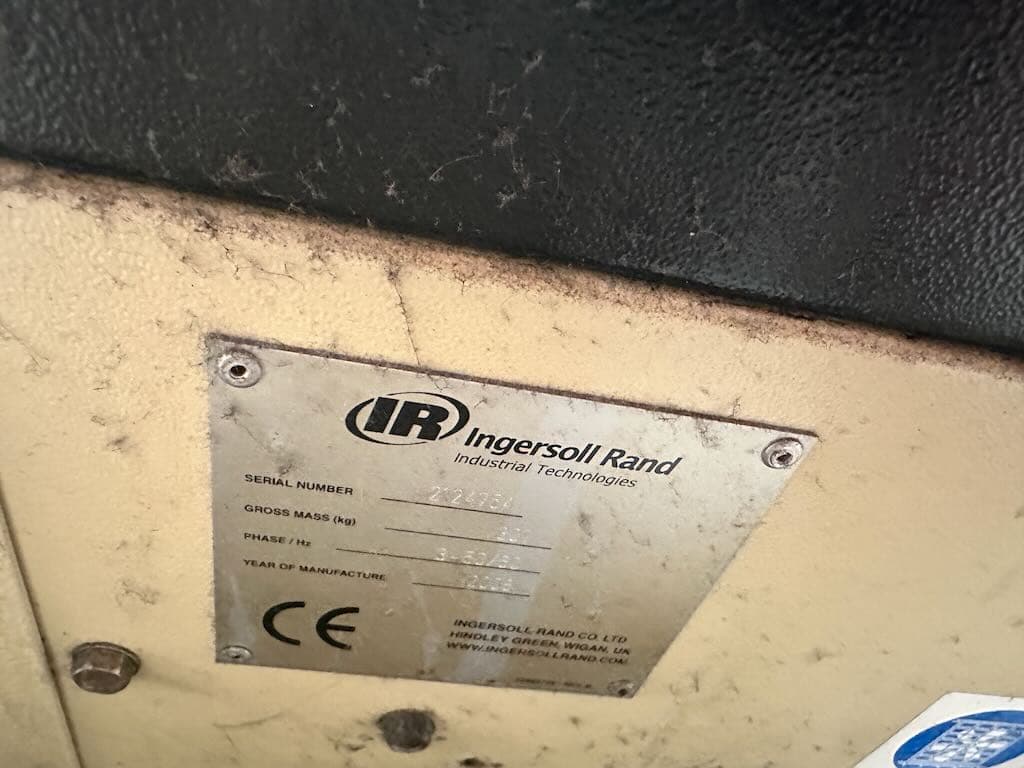 IR Ingersoll Rand
Industrial Technologies
SERIAL NUMBER
GROSS MASS (kg)
PHASE / Hz
YEAR OF MANUFACTURE
CE
INGERSOLL RAND CO. LTD
HINDLEY GREEN, WIGAN, UK
WWW.INGERSOLLRAND.COM